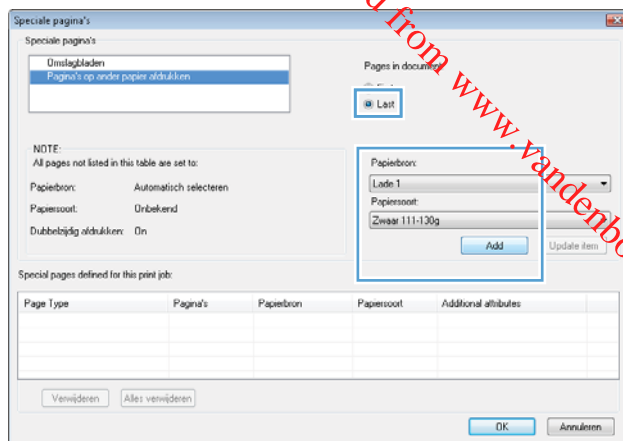 Speciale pagina's
Speciale pagina's
Omslagbladen
Pagina's op ander papier afdrukken
Pages in document
Last
NOTE:
All pages not listed in this table are set to:
Papierbron: Automatisch selecteren
Papiersoort: Onbekend
Dubbelzijdig afdrukken: On
Papierbron:
Lade 1
Papiersoort:
Zwaar 111-130g
Add Update item
Special pages defined for this print job:
Page Type Pagina's Papierbron Papiersoort Additional attributes
Verwijderen Alles verwijderen
OK Annuleren
from www.vandenbo